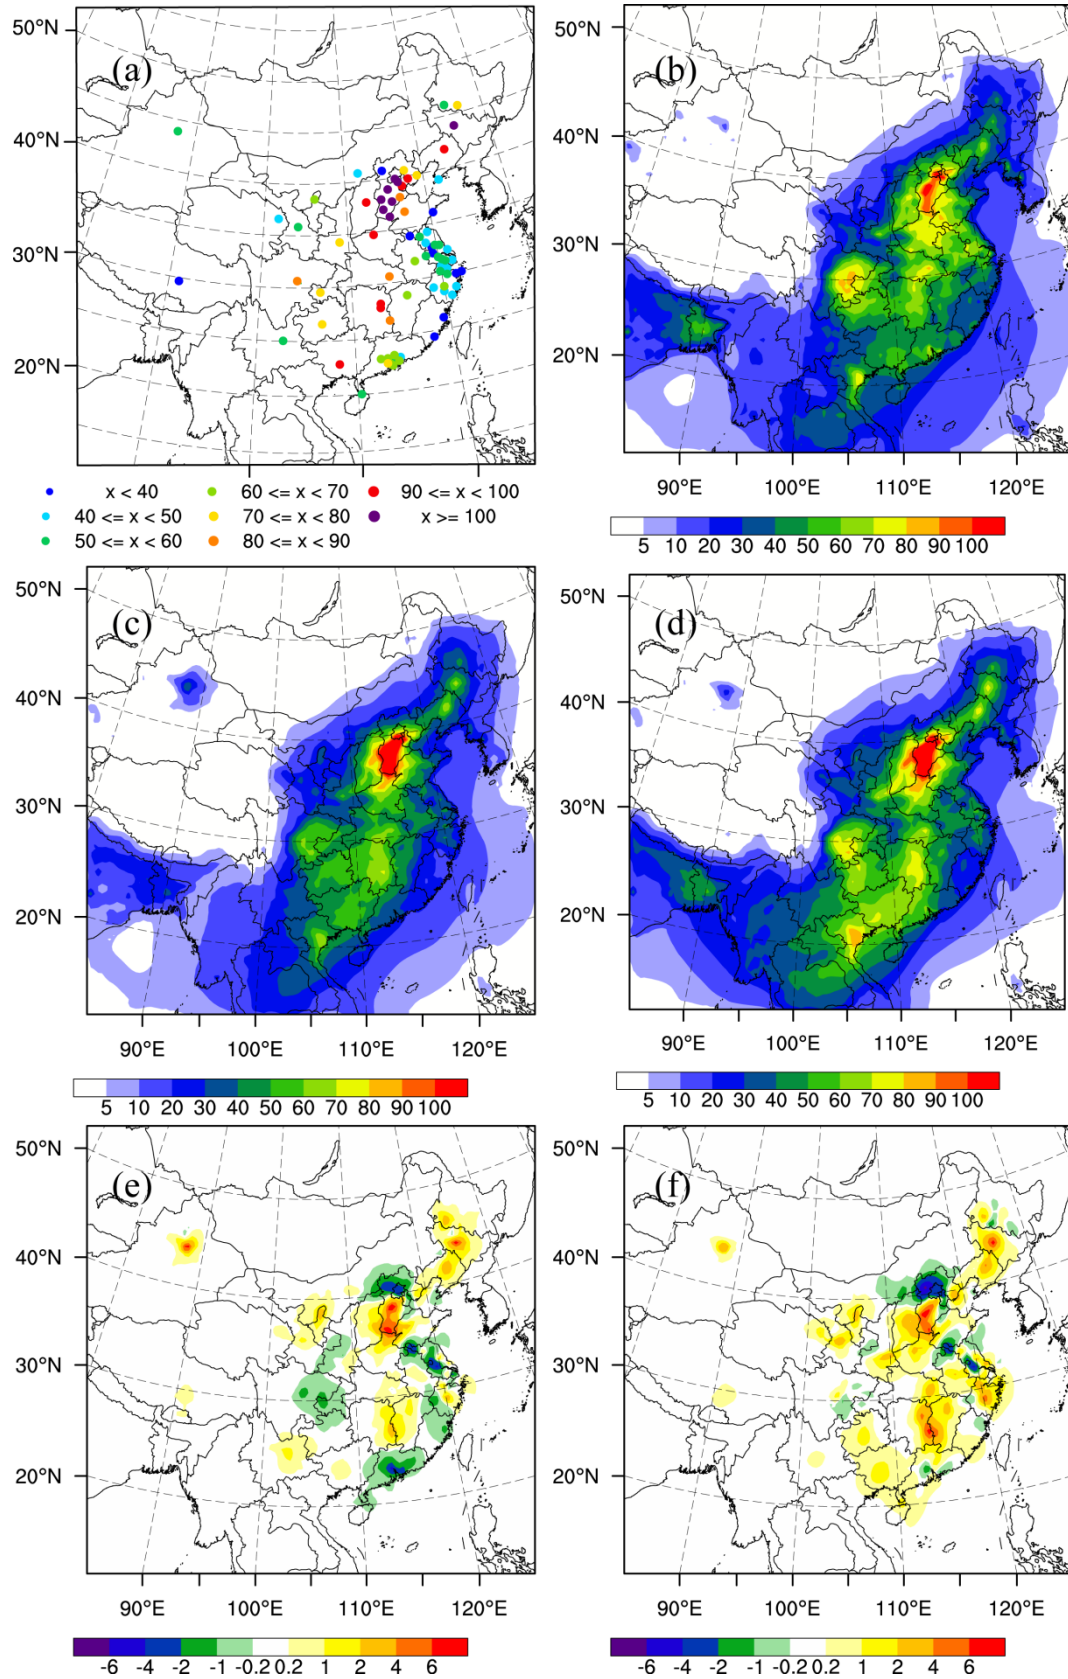 (a)
50°N
40°N
30°N
20°N
110°E
120°E
x < 40
60 <= x < 70
90 <= x < 100
40 <= x < 50
70 <= x < 80
x >= 100
50 <= x < 60
80 <= x < 90
(b)
50°N
40°N
30°N
20°N
90°E 100°E 110°E 120°E
5 10 20 30 40 50 60 70 80 90 100
(c)
50°N
40°N
30°N
20°N
90°E 100°E 110°E 120°E
5 10 20 30 40 50 60 70 80 90 100
(d)
50°N
40°N
30°N
20°N
90°E 100°E 110°E 120°E
5 10 20 30 40 50 60 70 80 90 100
(e)
50°N
40°N
30°N
20°N
90°E 100°E 110°E 120°E
-6 -4 -2 -1 -0.2 0.2 1 2 4 6
(f)
50°N
40°N
30°N
20°N
90°E 100°E 110°E 120°E
-6 -4 -2 -1 -0.2 0.2 1 2 4 6